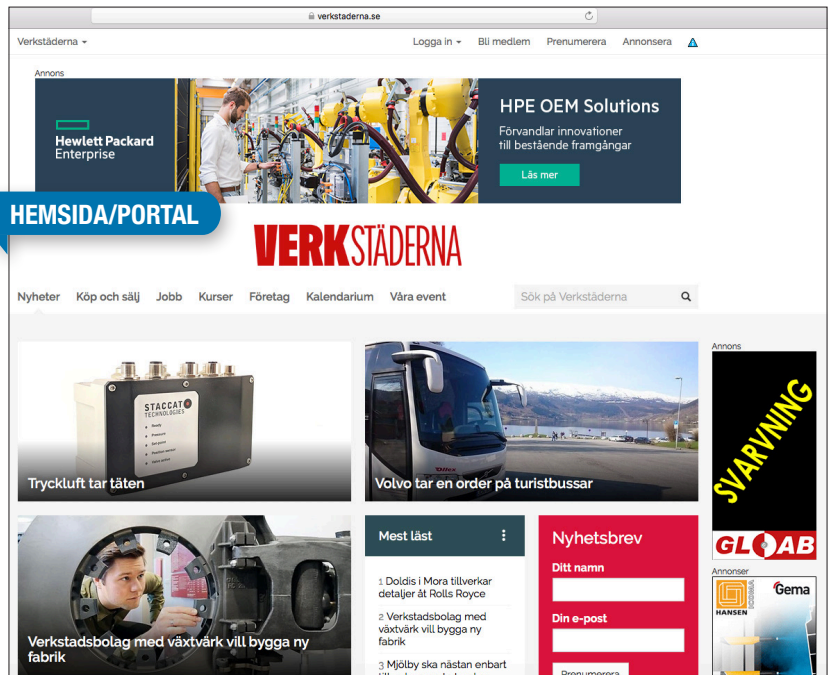 verkstaderna.se
Verkstäderna
Logga in
Bli medlem
Prenumerera
Annonsera
Annons
Hewlett Packard
Enterprise
HPE OEM Solutions
Förvandlar innovationer
till bestående framgångar
Läs mer
HEMSIDA/PORTAL
VERKSTÄDERNA
Nyheter
Köp och sälj
Jobb
Kurser
Företag
Kalendarium
Våra event
Sök på Verkstäderna
STACCATO
TECHNOLOGIES
Ready
Pressure
Tryckluft tar täten
Volvo tar en order på turistbussar
Annons
SVARVNING
GLOAB
Verkstadsbolag med växtvärk vill bygga ny
fabrik
Mest läst
1 Doldis i Mora tillverkar
detaljer åt Rolls Royce
2 Verkstadsbolag med
växtvärk vill bygga ny
fabrik
3 Mjölby ska nästan enbart
Nyhetsbrev
Ditt namn
Din e-post
Prenumerera
Annonser
HANSEN
Gema